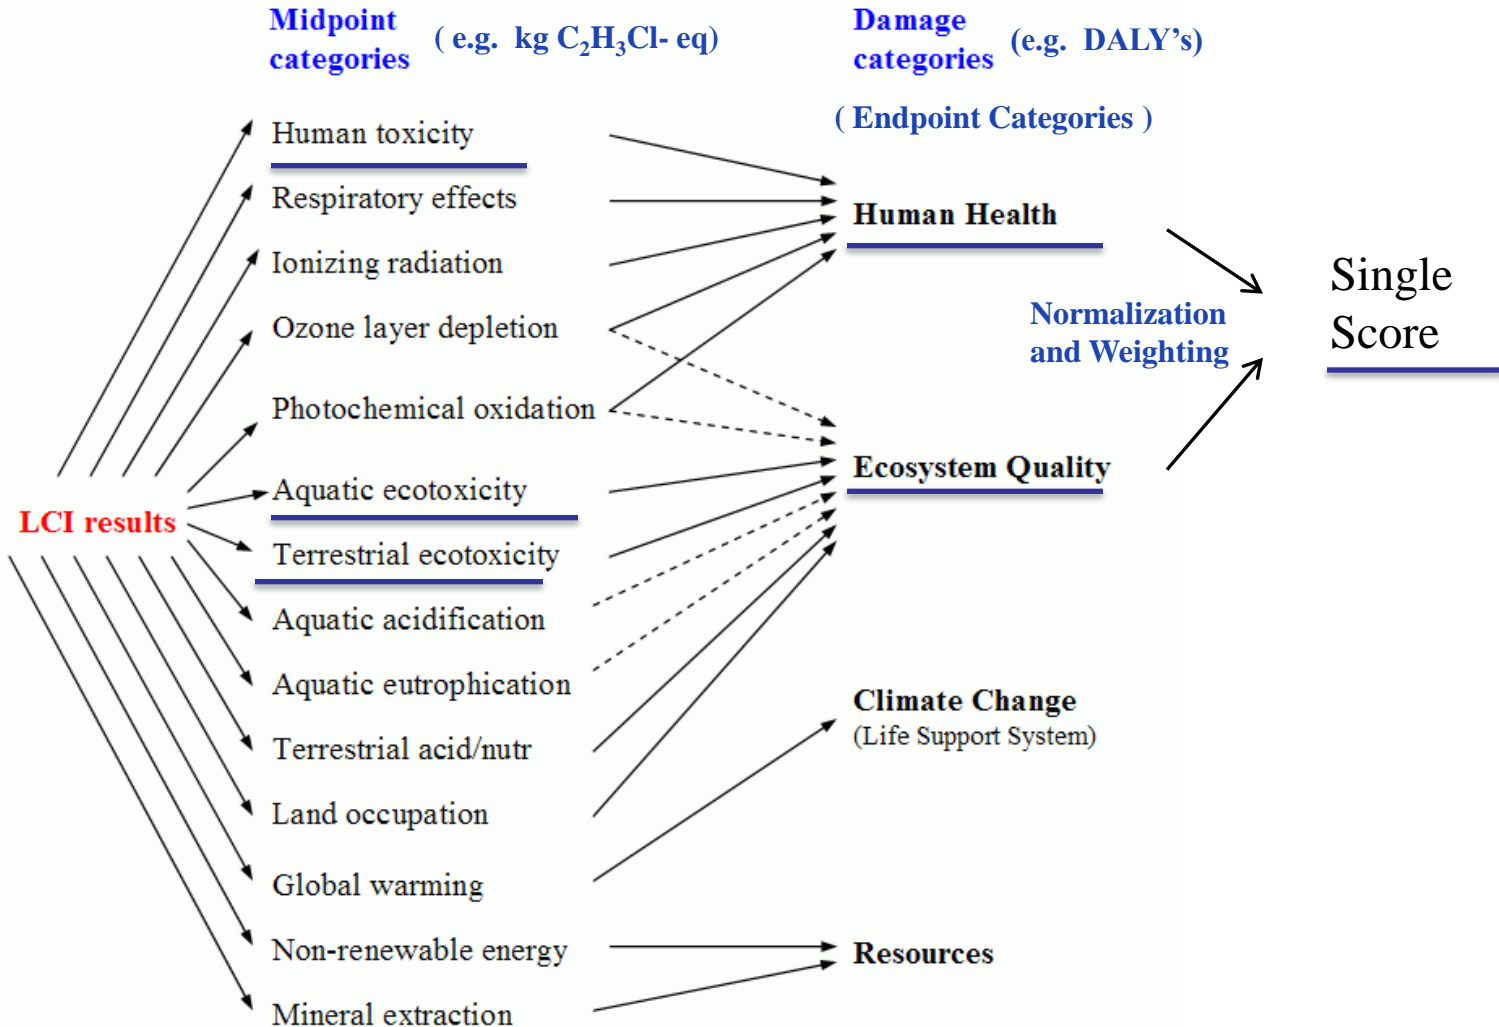 Midpoint
categories
( e.g. kg C₂H₃Cl- eq)
Damage
categories
(e.g. DALY’s)
( Endpoint Categories )
Human toxicity
Respiratory effects
Ionizing radiation
Ozone layer depletion
Photochemical oxidation
Aquatic ecotoxicity
Terrestrial ecotoxicity
Aquatic acidification
Aquatic eutrophication
Terrestrial acid/nutr
Land occupation
Global warming
Non-renewable energy
Mineral extraction
LCI results
Human Health
Ecosystem Quality
Climate Change
(Life Support System)
Resources
Normalization
and Weighting
Single
Score